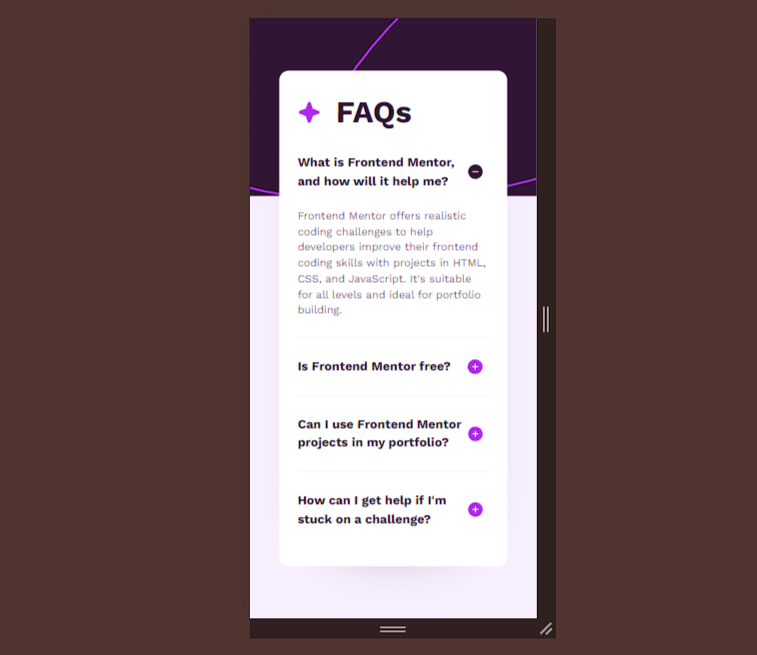 FAQs
What is Frontend Mentor,
and how will it help me?
Frontend Mentor offers realistic
coding challenges to help
developers improve their frontend
coding skills with projects in HTML,
CSS, and JavaScript. It's suitable
for all levels and ideal for portfolio
building.
Is Frontend Mentor free?
Can I use Frontend Mentor
projects in my portfolio?
How can I get help if I'm
stuck on a challenge?